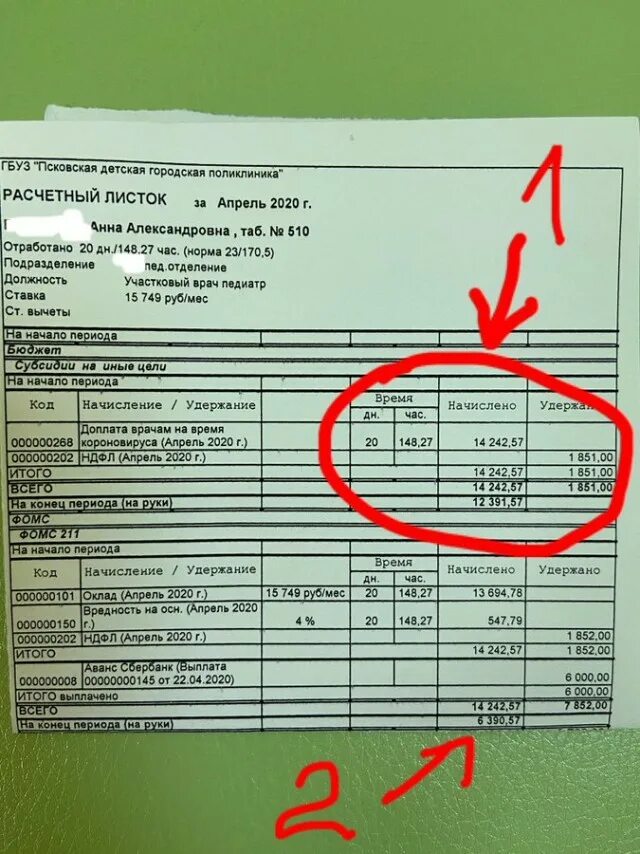 1
ГБУЗ "Псковская детская городская поликлиника"
РАСЧЕТНЫЙ ЛИСТОК за Апрель 2020 г.
Анна Александровна , таб. № 510
Отработано 20 дн./148.27 час. (норма 23/170,5)
Подразделение пед.отделение
Должность Участковый врач педиатр
Ставка 15 749 руб/мес
Ст. вычеты
На начало периода
Бюджет
Субсидии на иные цели
На начало периода
Код Начисление / Удержание Время Начислено Удержано
дн. час.
Доплата врачам на время
000000268 короновируса (Апрель 2020 г.) 20 148,27 14 242,57
000000202 НДФЛ (Апрель 2020 г.) 1 851,00
ИТОГО 14 242,57 1 851,00
ВСЕГО 14 242,57 1 851,00
На конец периода (на руки) 12 391,57
ФОМС
ФОМС 211
На начало периода
Код Начисление / Удержание Время Начислено Удержано
дн. час.
000000101 Оклад (Апрель 2020 г.) 15 749 руб/мес 20 148,27 13 694,78
Вредность на осн. (Апрель 2020
000000150 г.) 4 % 20 148,27 547,79
000000202 НДФЛ (Апрель 2020 г.) 1 852,00
ИТОГО 14 242,57 1 852,00
Аванс Сбербанк (Выплата
000000008 00000000145 от 22.04.2020) 6 000,00
ИТОГО выплачено 6 000,00
ВСЕГО 14 242,57 7 852,00
На конец периода (на руки) 6 390,57
2